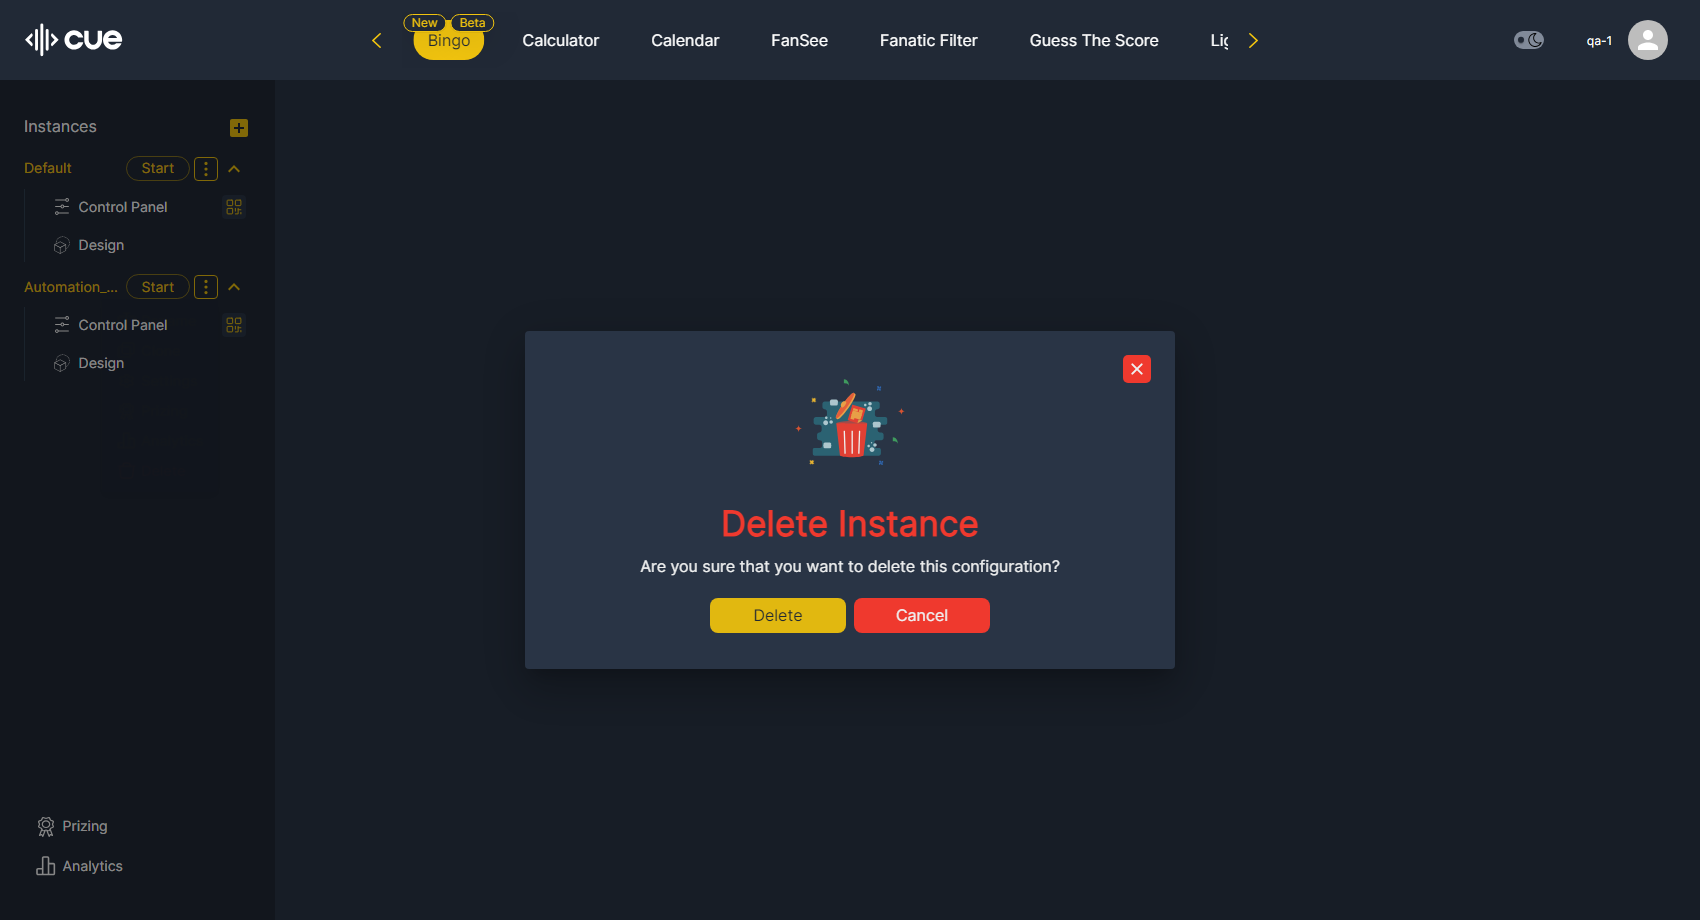 cue
New Beta
Bingo Calculator Calendar FanSee Fanatic Filter Guess The Score
qa-1
Instances
Default Start
Control Panel
Design
Automation_... Start
Control Panel
Design
Delete Instance
Are you sure that you want to delete this configuration?
Delete Cancel
Prizing
Analytics